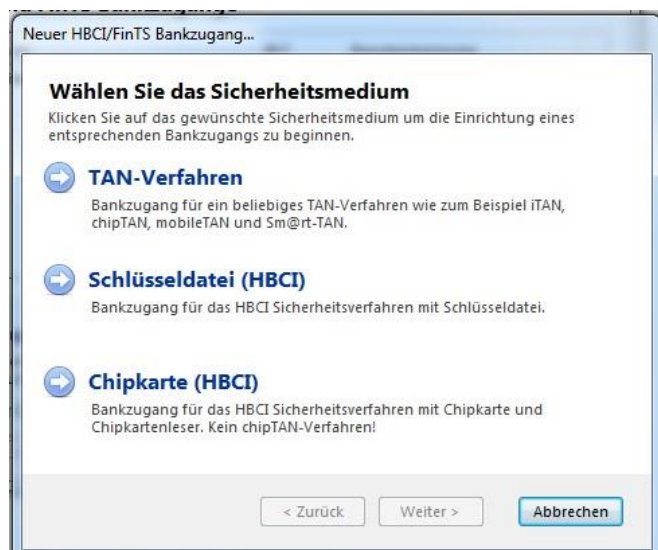 Neuer HBCI/FinTS Bankzugang...
Wählen Sie das Sicherheitsmedium
Klicken Sie auf das gewünschte Sicherheitsmedium um die Einrichtung eines
entsprechenden Bankzugangs zu beginnen.
TAN-Verfahren
Bankzugang für ein beliebiges TAN-Verfahren wie zum Beispiel iTAN,
chipTAN, mobileTAN und Sm@rt-TAN.
Schlüsseldatei (HBCI)
Bankzugang für das HBCI Sicherheitsverfahren mit Schlüsseldatei.
Chipkarte (HBCI)
Bankzugang für das HBCI Sicherheitsverfahren mit Chipkarte und
Chipkartenleser. Kein chipTAN-Verfahren!
< Zurück Weiter > Abbrechen